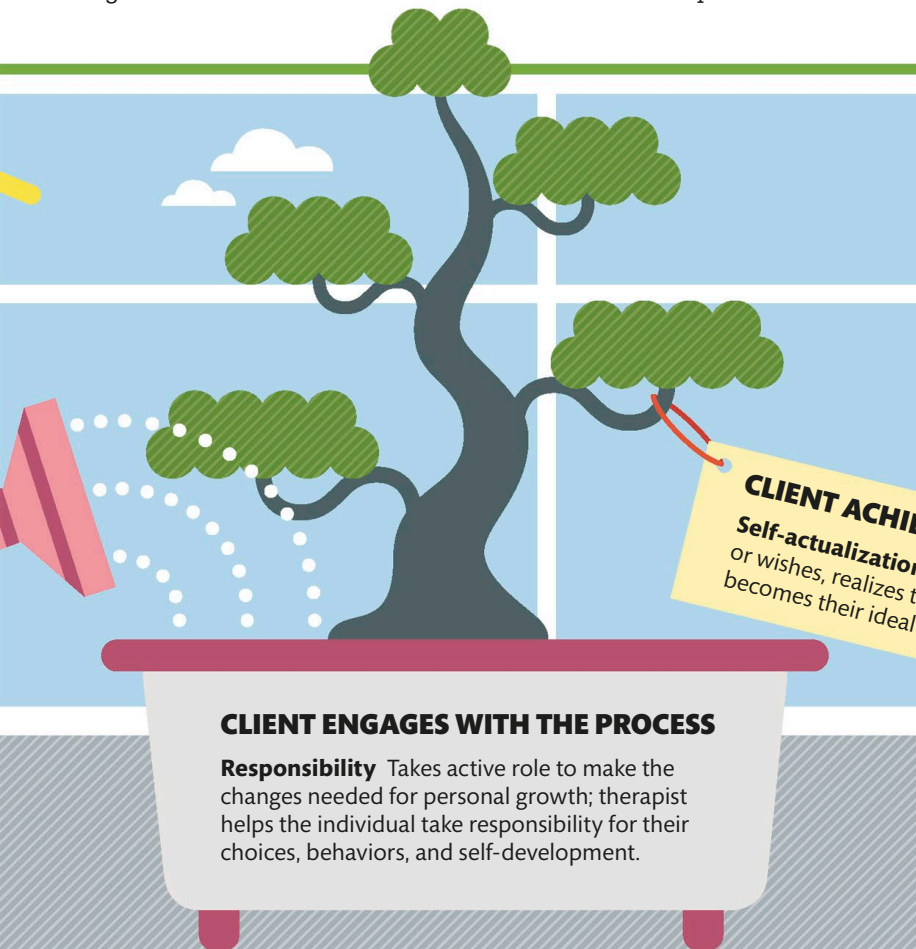 CLIENT ACHIE
Self-actualization
or wishes, realizes t
becomes their ideal
CLIENT ENGAGES WITH THE PROCESS
Responsibility Takes active role to make the
changes needed for personal growth; therapist
helps the individual take responsibility for their
choices, behaviors, and self-development.